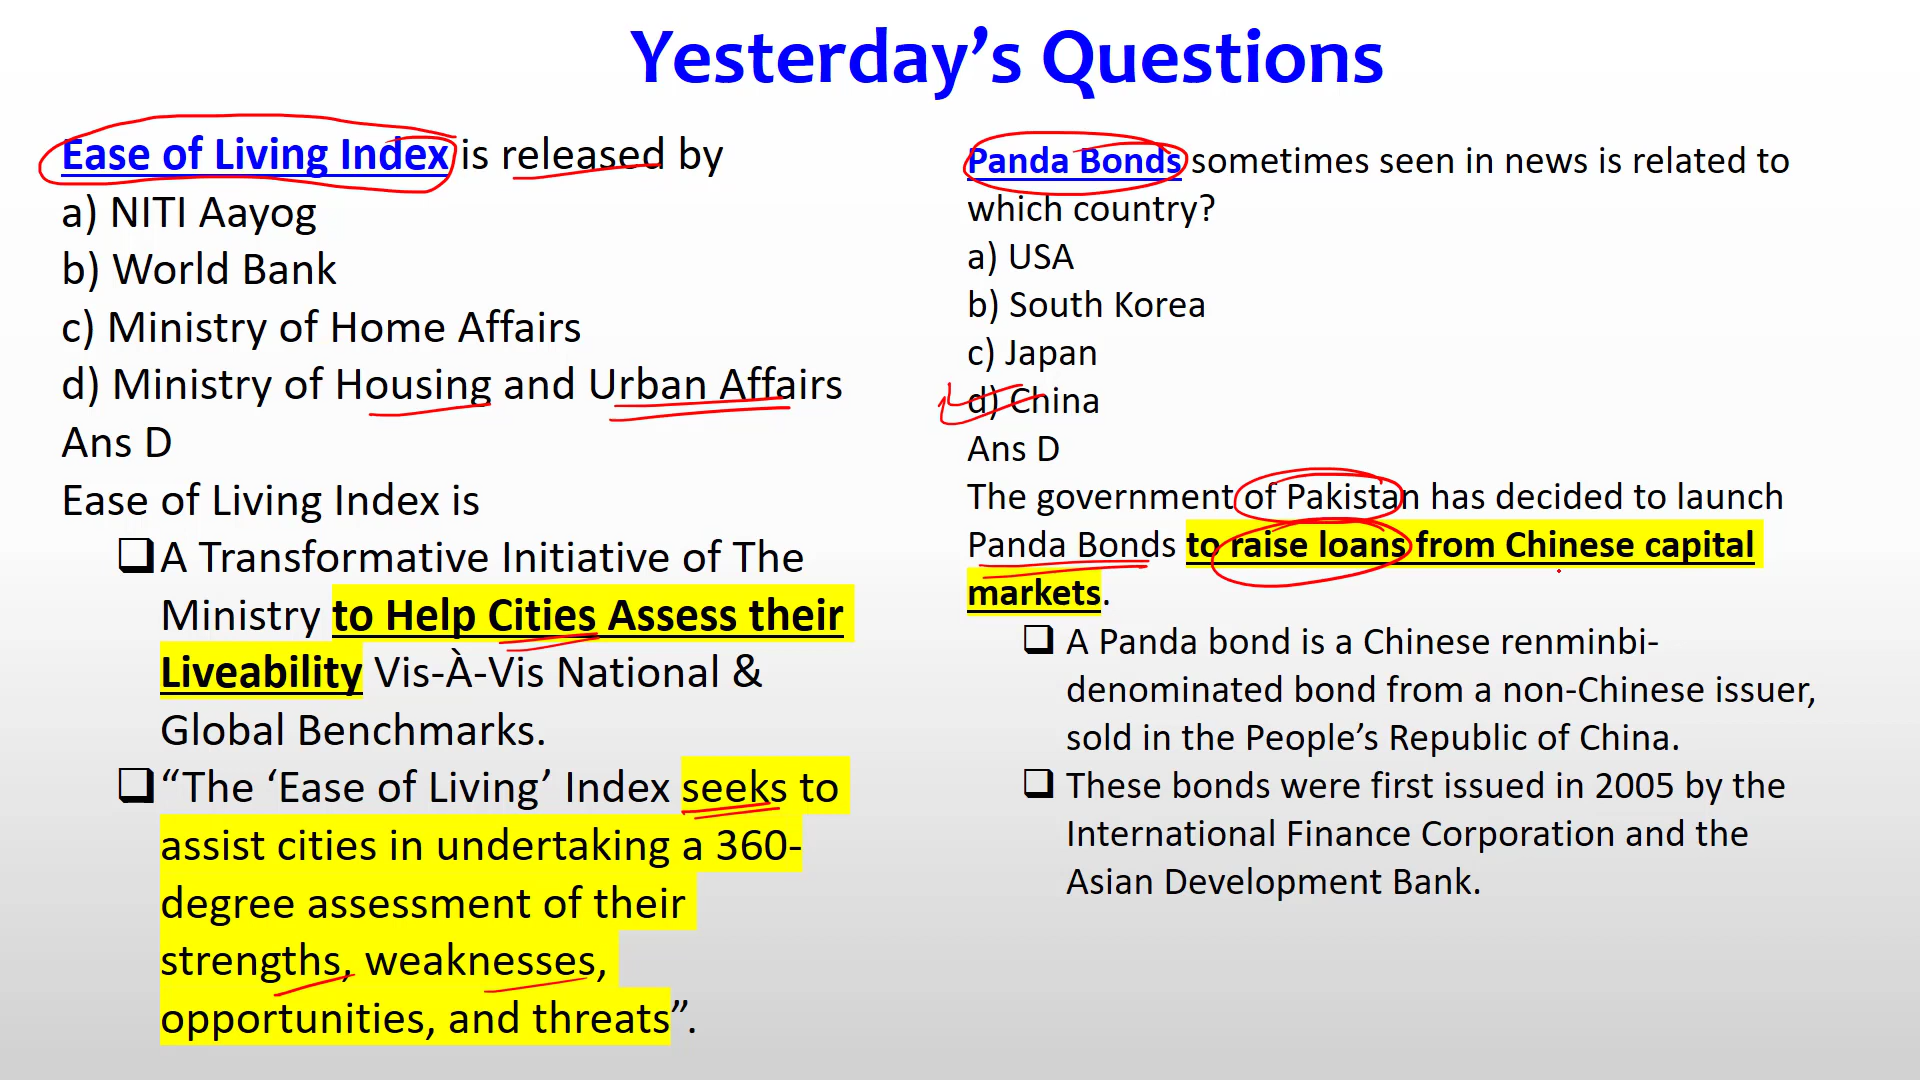 Yesterday’s Questions
Ease of Living Index is released by
a) NITI Aayog
b) World Bank
c) Ministry of Home Affairs
d) Ministry of Housing and Urban Affairs
Ans D
Ease of Living Index is
❑A Transformative Initiative of The
Ministry to Help Cities Assess their
Liveability Vis-À-Vis National &
Global Benchmarks.
❑“The ‘Ease of Living’ Index seeks to
assist cities in undertaking a 360-
degree assessment of their
strengths, weaknesses,
opportunities, and threats”.
Panda Bonds sometimes seen in news is related to
which country?
a) USA
b) South Korea
c) Japan
d) China
Ans D
The government of Pakistan has decided to launch
Panda Bonds to raise loans from Chinese capital
markets.
❑ A Panda bond is a Chinese renminbi-
denominated bond from a non-Chinese issuer,
sold in the People’s Republic of China.
❑ These bonds were first issued in 2005 by the
International Finance Corporation and the
Asian Development Bank.